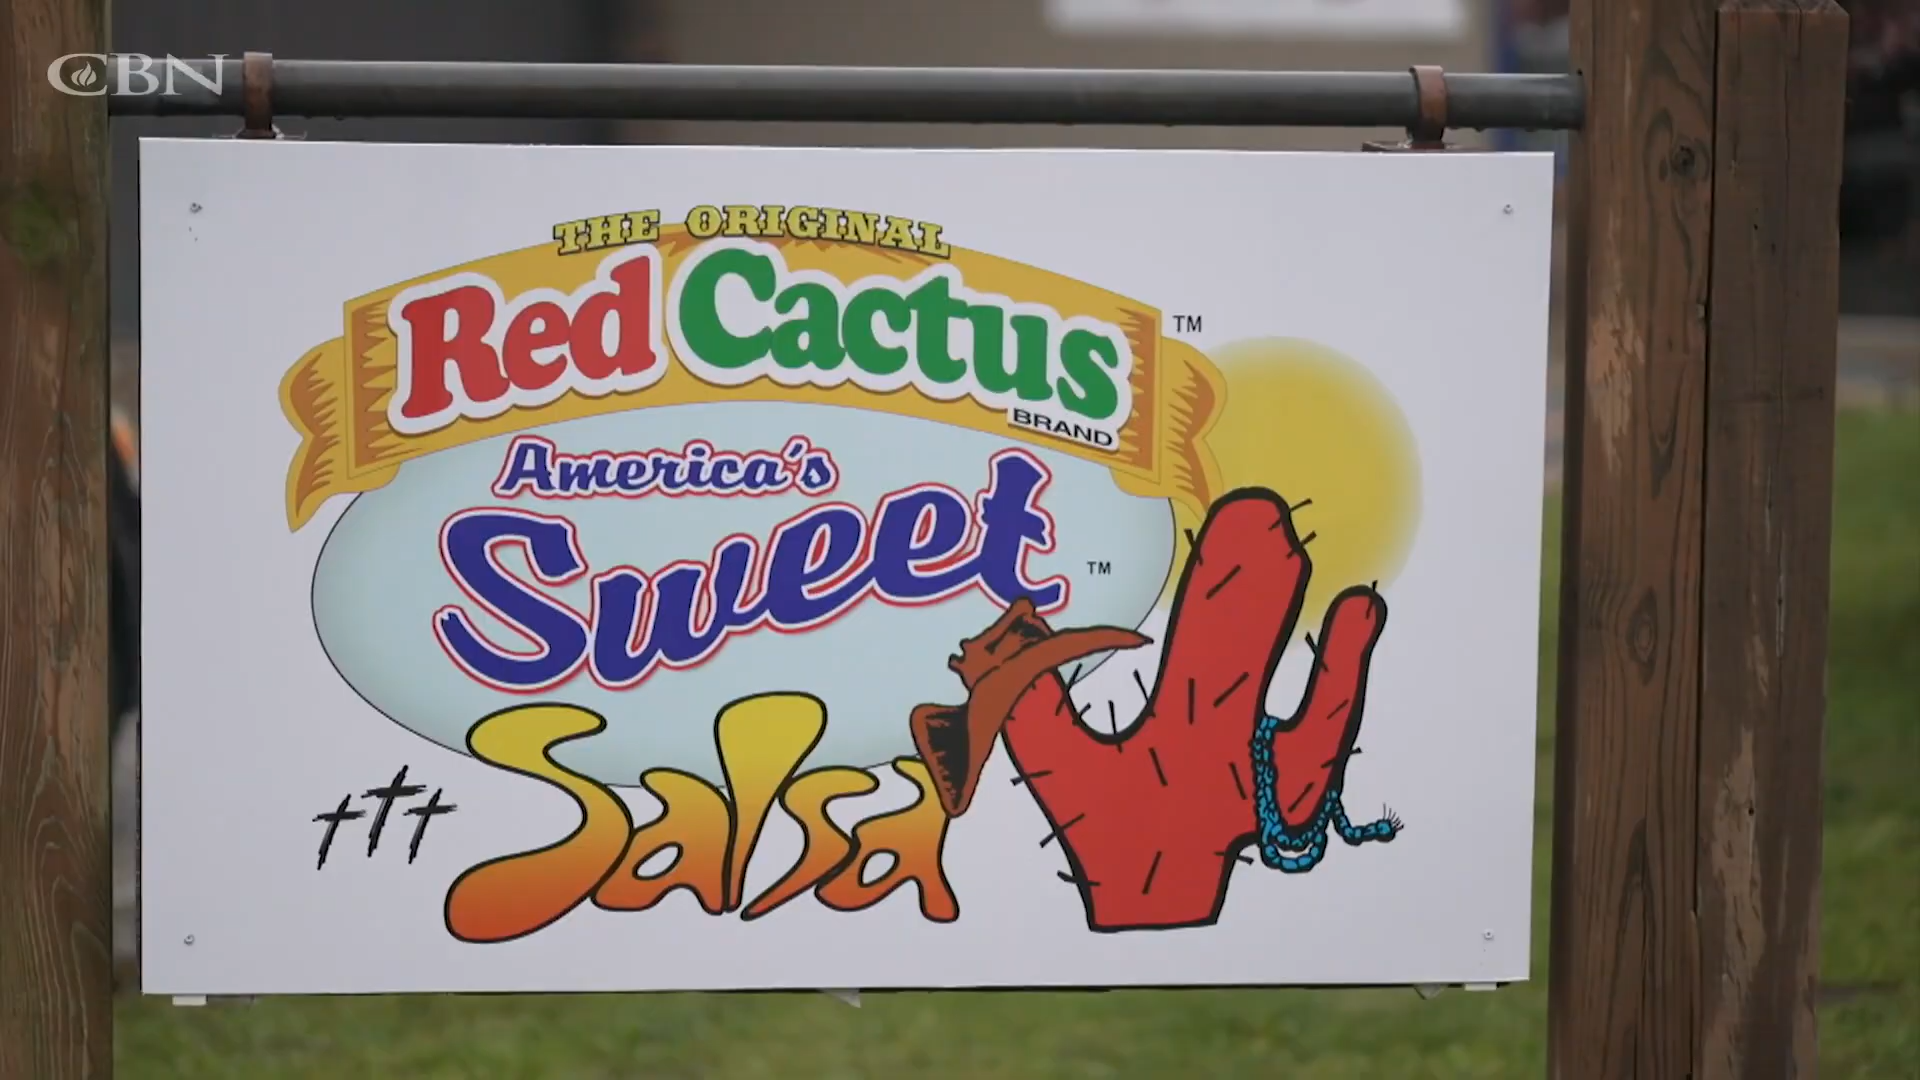 CBN
THE ORIGINAL
Red Cactus
TM
BRAND
America's
Sweet
TM
Salsa